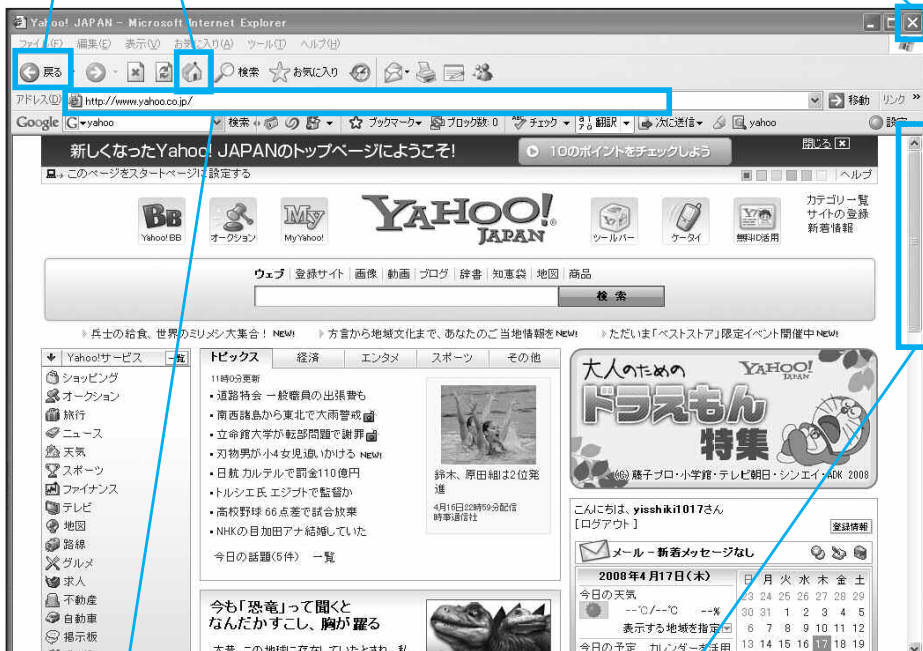 Yahoo! JAPAN - Microsoft Internet Explorer
ファイル(F) 編集(E) 表示(V) お気に入り(A) ツール(T) ヘルプ(H)
戻る 検索 お気に入り
アドレス(D) http://www.yahoo.co.jp/ 移動 リンク »
Google G yahoo 検索 ブックマーク ブロック数: 0 チェック 翻訳 次に送信 yahoo 設定
新しくなったYahoo! JAPANのトップページにようこそ! 10のポイントをチェックしよう 閉じる
このページをスタートページに設定する ヘルプ
BB My YAHOO! JAPAN
Yahoo! BB オークション My Yahoo! ツールバー ケータイ 無料ID活用
カテゴリ一覧
サイトの登録
新着情報
ウェブ 登録サイト 画像 動画 ブログ 辞書 知恵袋 地図 商品
検索
兵士の給食、世界のミリメシ大集合! NEW! 方言から地域文化まで、あなたのご当地情報を NEW! ただいま「ベストストア」限定イベント開催中 NEW!
Yahoo!サービス 一覧
ショッピング
オークション
旅行
ニュース
天気
スポーツ
ファイナンス
テレビ
地図
路線
グルメ
求人
不動産
自動車
掲示板
トピックス 経済 エンタメ スポーツ その他
11時0分更新
・道路特会 一般職員の出張費も
・南西諸島から東北で大雨警戒
・立命館大学が転部問題で謝罪
・刃物男が小4女児追いかける NEW!
・日航 カルテルで罰金110億円
・トルシエ氏 エジプトで監督か
・高校野球 66点差で試合放棄
・NHKの目加田アナ結婚していた
今日の話題(5件) 一覧
鈴木、原田組は2位発進
4月16日22時59分配信
時事通信社
今も「恐竜」って聞くと
なんだかすこし、胸が躍る
大人のための YAHOO! JAPAN
ドラえもん
特集
(C) 藤子プロ・小学館・テレビ朝日・シンエイ・ADK 2008
こんにちは、yisshiki1017さん
[ログアウト] 登録情報
メール - 新着メッセージなし
2008年4月17日(木)
今日の天気
--℃/--℃ --%
表示する地域を指定
今日の予定 カレンダーを活用
日 月 火 水 木 金 土
23 24 25 26 27 28 29
30 31 1 2 3 4 5
6 7 8 9 10 11 12
13 14 15 16 17 18 19